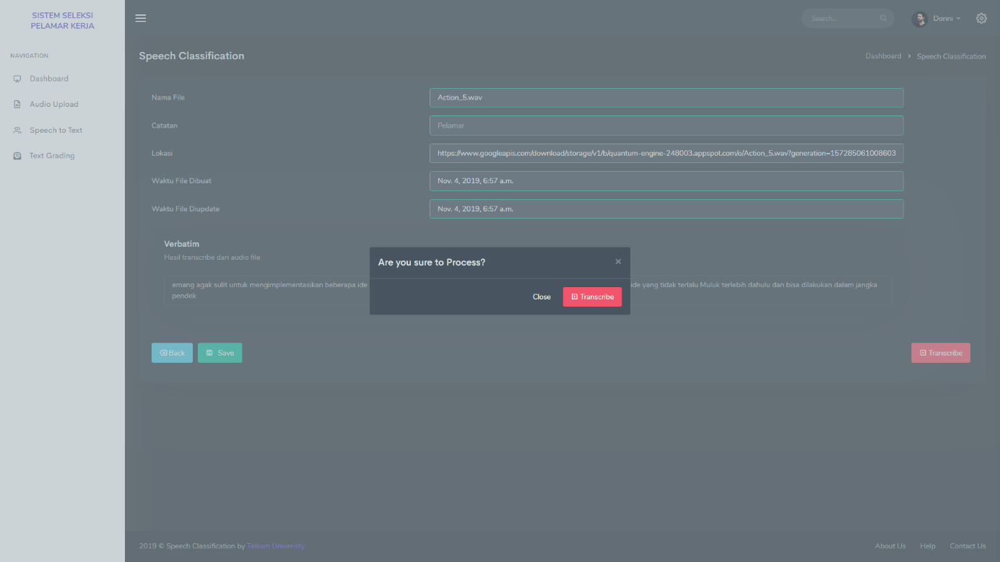 SISTEM SELEKSI
PELAMAR KERJA
NAVIGATION
Dashboard
Audio Upload
Speech to Text
Text Grading
Search...
Donni
Speech Classification
Dashboard > Speech Classification
Nama File
Action_5.wav
Catatan
Pelamar
Lokasi
https://www.googleapis.com/download/storage/v1/b/quantum-engine-248003.appspot.com/o/Action_5.wav?generation=157285061008603
Waktu File Dibuat
Nov. 4, 2019, 6:57 a.m.
Waktu File Diupdate
Nov. 4, 2019, 6:57 a.m.
Verbatim
Hasil transcribe dari audio file
emang agak sulit untuk mengimplementasikan beberapa ide
ide yang tidak terlalu Muluk terlebih dahulu dan bisa dilakukan dalam jangka
pendek
Are you sure to Process?
×
Close
Transcribe
Back
Save
Transcribe
2019 © Speech Classification by Telkom Univeristy
About Us
Help
Contact Us